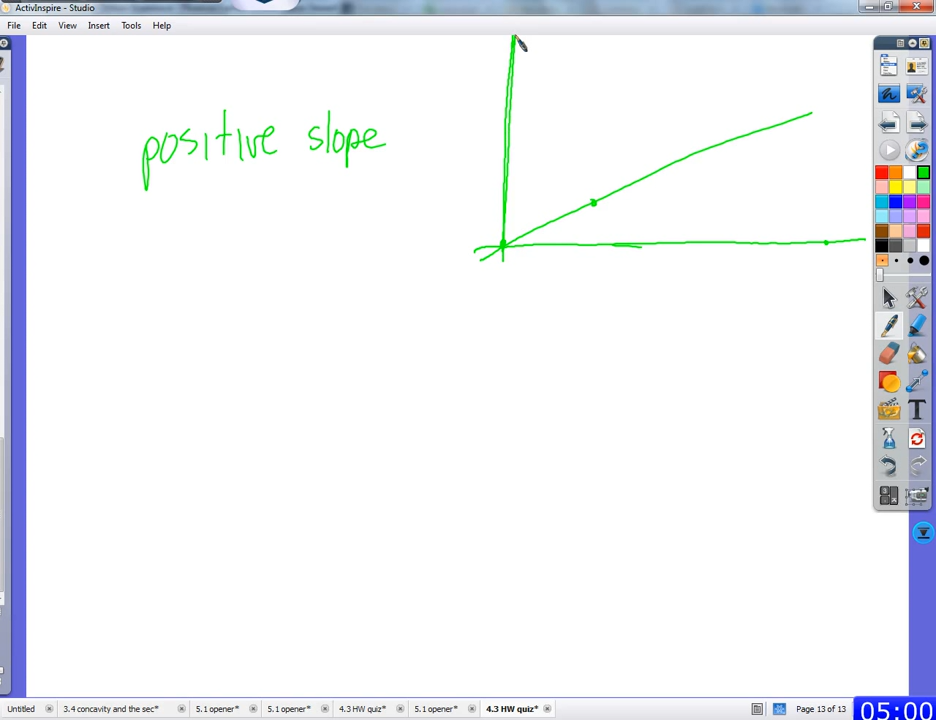 ActivInspire - Studio
File Edit View Insert Tools Help
positive slope
Untitled 3.4 concavity and the sec* 5.1 opener* 5.1 opener* 4.3 HW quiz* 5.1 opener* 4.3 HW quiz* Page 13 of 13
05:00